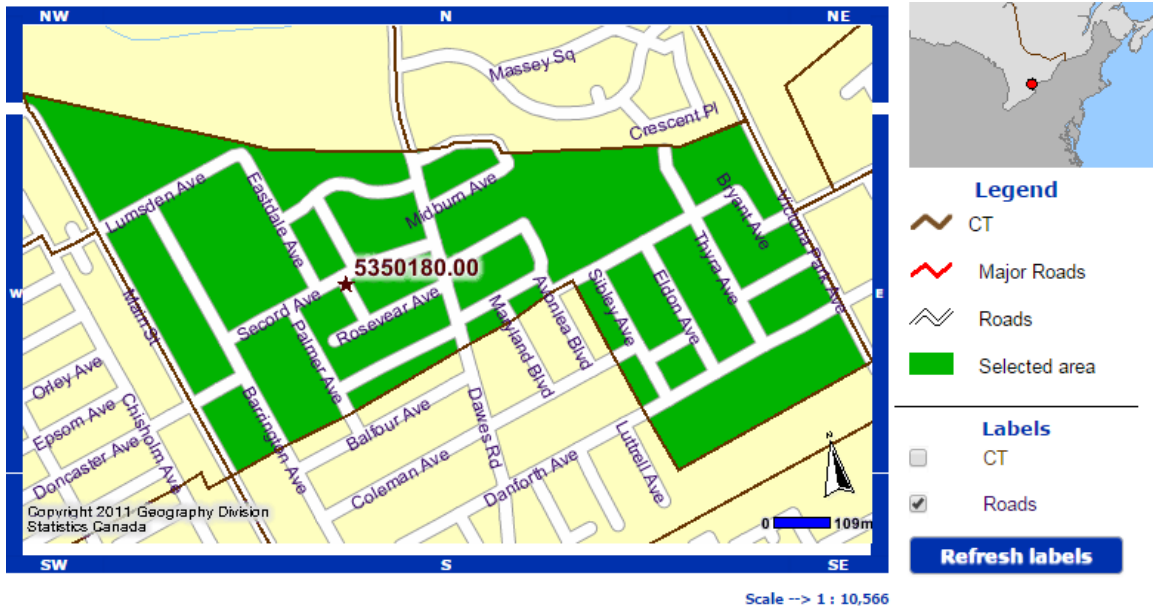 NW
N
NE
Massey Sq
Crescent Pl
Lumsden Ave
Eastdale Ave
Midburn Ave
Bryant Ave
Victoria Park Ave
Thyra Ave
5350180.00
W
E
Main St
Secord Ave
Rosevear Ave
Palmer Ave
Avonlea Blvd
Maryland Blvd
Sibley Ave
Eldon Ave
Orley Ave
Epsom Ave
Doncaster Ave
Chisholm Ave
Barrington Ave
Balfour Ave
Dawes Rd
Coleman Ave
Danforth Ave
Luttrell Ave
N
Copyright 2011 Geography Division
Statistics Canada
0 109m
SW
S
SE
Scale --> 1 : 10,566
Legend
CT
Major Roads
Roads
Selected area
Labels
CT
Roads
Refresh labels